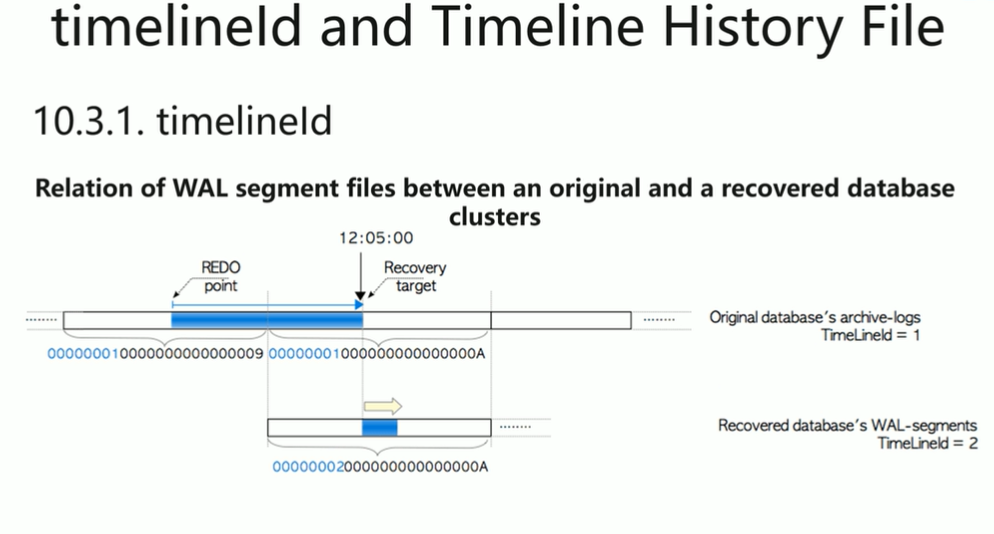 timelineId and Timeline History File
10.3.1. timelineId
Relation of WAL segment files between an original and a recovered database
clusters
12:05:00
REDO
point
Recovery
target
........
........
Original database's archive-logs
TimeLineId = 1
000000010000000000000009 00000001000000000000000A
........
Recovered database's WAL-segments
TimeLineId = 2
00000002000000000000000A